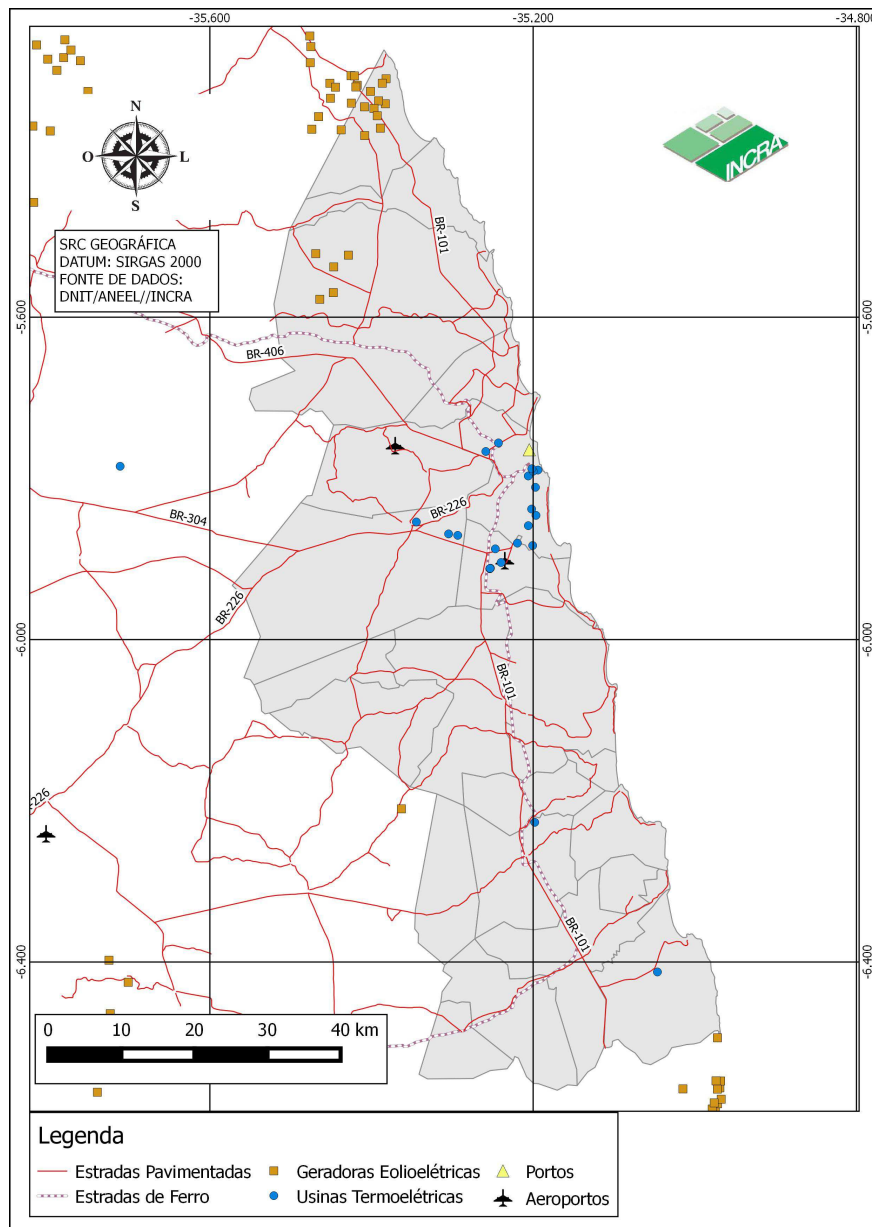 -35.600
-35.200
-34.800
N
O
L
S
INCRA
SRC GEOGRÁFICA
DATUM: SIRGAS 2000
FONTE DE DADOS:
DNIT/ANEEL//INCRA
BR-101
-5.600
-5.600
BR-406
BR-226
BR-304
BR-226
-6.000
-6.000
BR-101
-226
BR-101
-6.400
-6.400
0 10 20 30 40 km
Legenda
Estradas Pavimentadas
Geradoras Eolioelétricas
Portos
Estradas de Ferro
Usinas Termoelétricas
Aeroportos